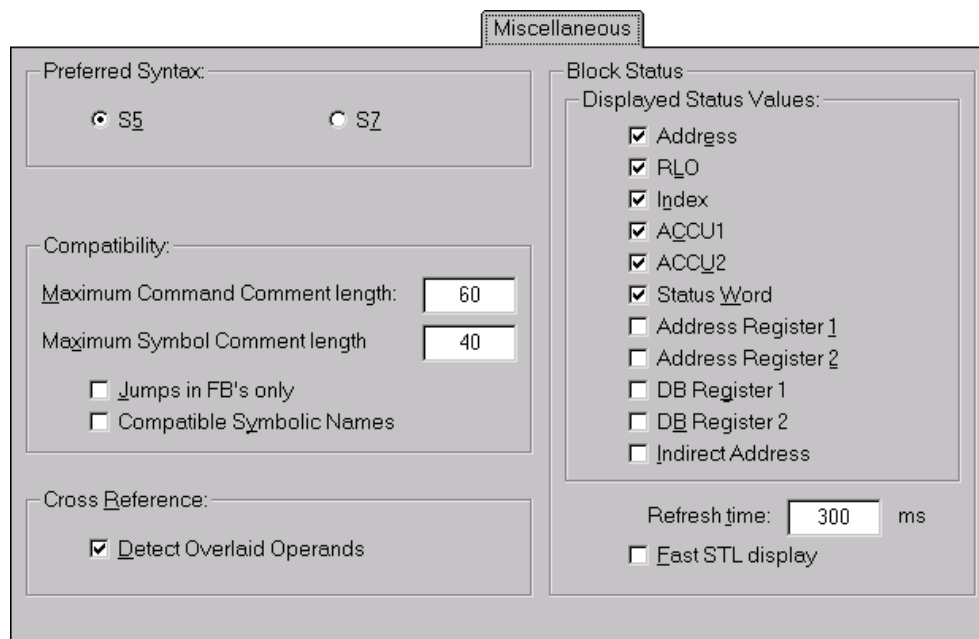 Miscellaneous
Preferred Syntax:
S5
S7
Compatibility:
Maximum Command Comment length:
60
Maximum Symbol Comment length
40
Jumps in FB's only
Compatible Symbolic Names
Cross Reference:
Detect Overlaid Operands
Block Status
Displayed Status Values:
Address
RLO
Index
ACCU1
ACCU2
Status Word
Address Register 1
Address Register 2
DB Register 1
DB Register 2
Indirect Address
Refresh time:
300
ms
Fast STL display